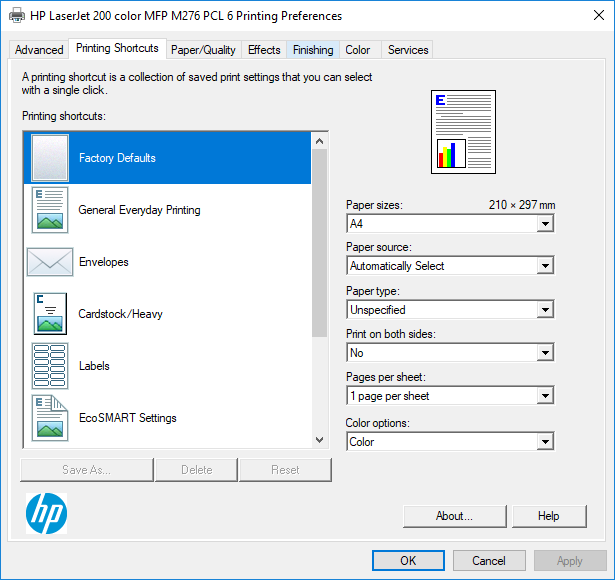 HP LaserJet 200 color MFP M276 PCL 6 Printing Preferences
Advanced
Printing Shortcuts
Paper/Quality
Effects
Finishing
Color
Services
A printing shortcut is a collection of saved print settings that you can select
with a single click.
Printing shortcuts:
Factory Defaults
General Everyday Printing
Envelopes
Cardstock/Heavy
Labels
EcoSMART Settings
Save As...
Delete
Reset
E
Paper sizes:
210 × 297 mm
A4
Paper source:
Automatically Select
Paper type:
Unspecified
Print on both sides:
No
Pages per sheet:
1 page per sheet
Color options:
Color
hp
About...
Help
OK
Cancel
Apply